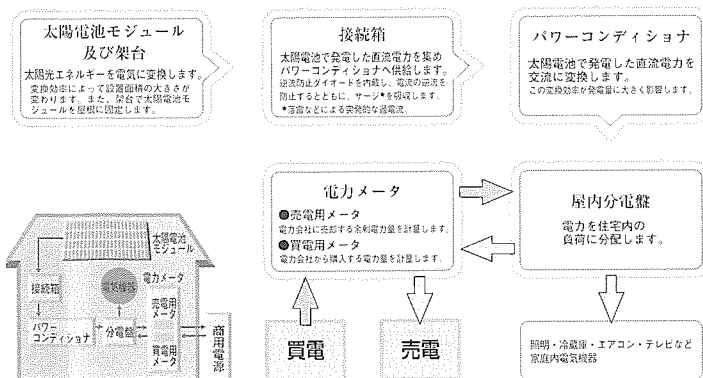 太陽電池モジュール
及び架台
太陽光エネルギーを電気に変換します。
変換効率によって設置面積の大きさが
変わります。また、架台で太陽電池モ
ジュールを屋根に固定します。
接続箱
太陽電池で発電した直流電力を集め
パワーコンディショナへ供給します。
逆流防止ダイオードを内蔵し、電流の逆流を
防止するとともに、サージ★を吸収します。
★落雷などによる突発的な過電流。
パワーコンディショナ
太陽電池で発電した直流電力を
交流に変換します。
この変換効率が発電量に大きく影響します。
電力メータ
●売電用メータ
電力会社に売却する余剰電力量を計量します。
●買電用メータ
電力会社から購入する電力量を計量します。
屋内分電盤
電力を住宅内の
負荷に分配します。
買電
売電
照明・冷蔵庫・エアコン・テレビなど
家庭内電気機器
太陽電池
モジュール
接続箱
電気機器
電力メータ
売電用
メータ
パワー
コンディショナ
分電盤
買電用
メータ
商用電源